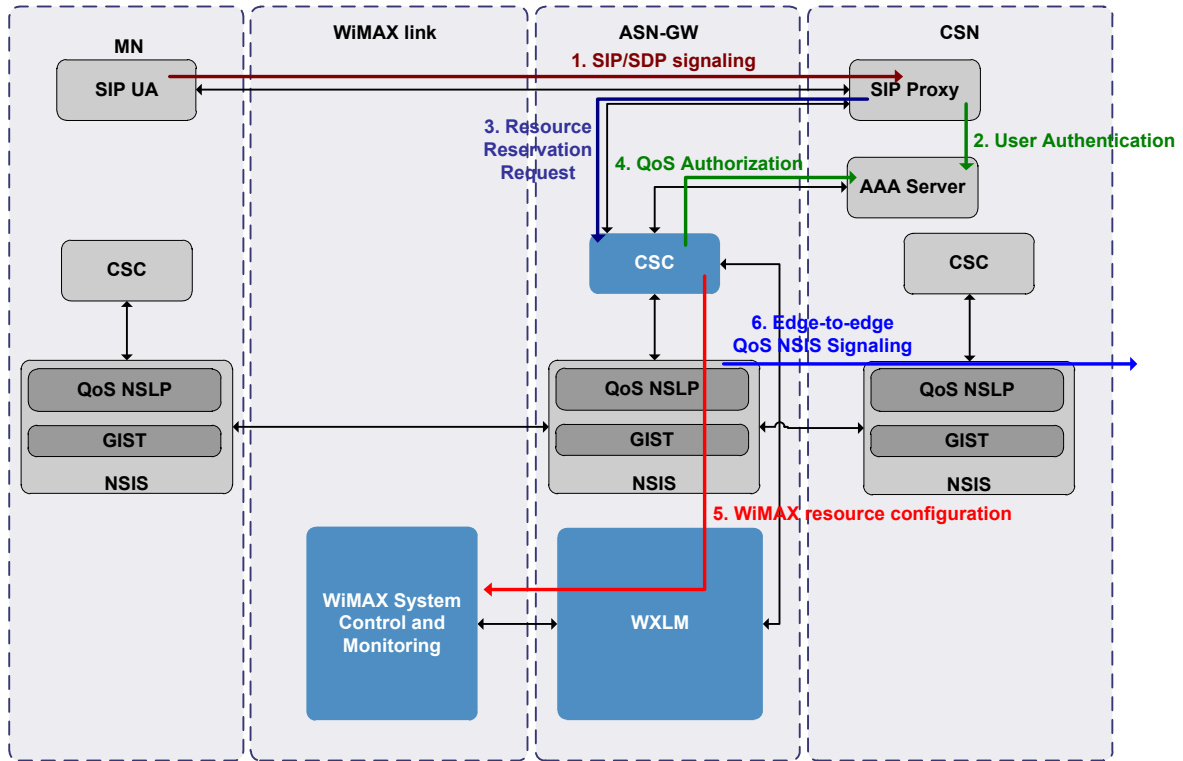 MN
WiMAX link
ASN-GW
CSN
1. SIP/SDP signaling
SIP UA
SIP Proxy
3. Resource
Reservation
Request
2. User Authentication
4. QoS Authorization
AAA Server
CSC
CSC
CSC
6. Edge-to-edge
QoS NSIS Signaling
QoS NSLP
GIST
NSIS
QoS NSLP
GIST
NSIS
QoS NSLP
GIST
NSIS
5. WiMAX resource configuration
WiMAX System
Control and
Monitoring
WXLM